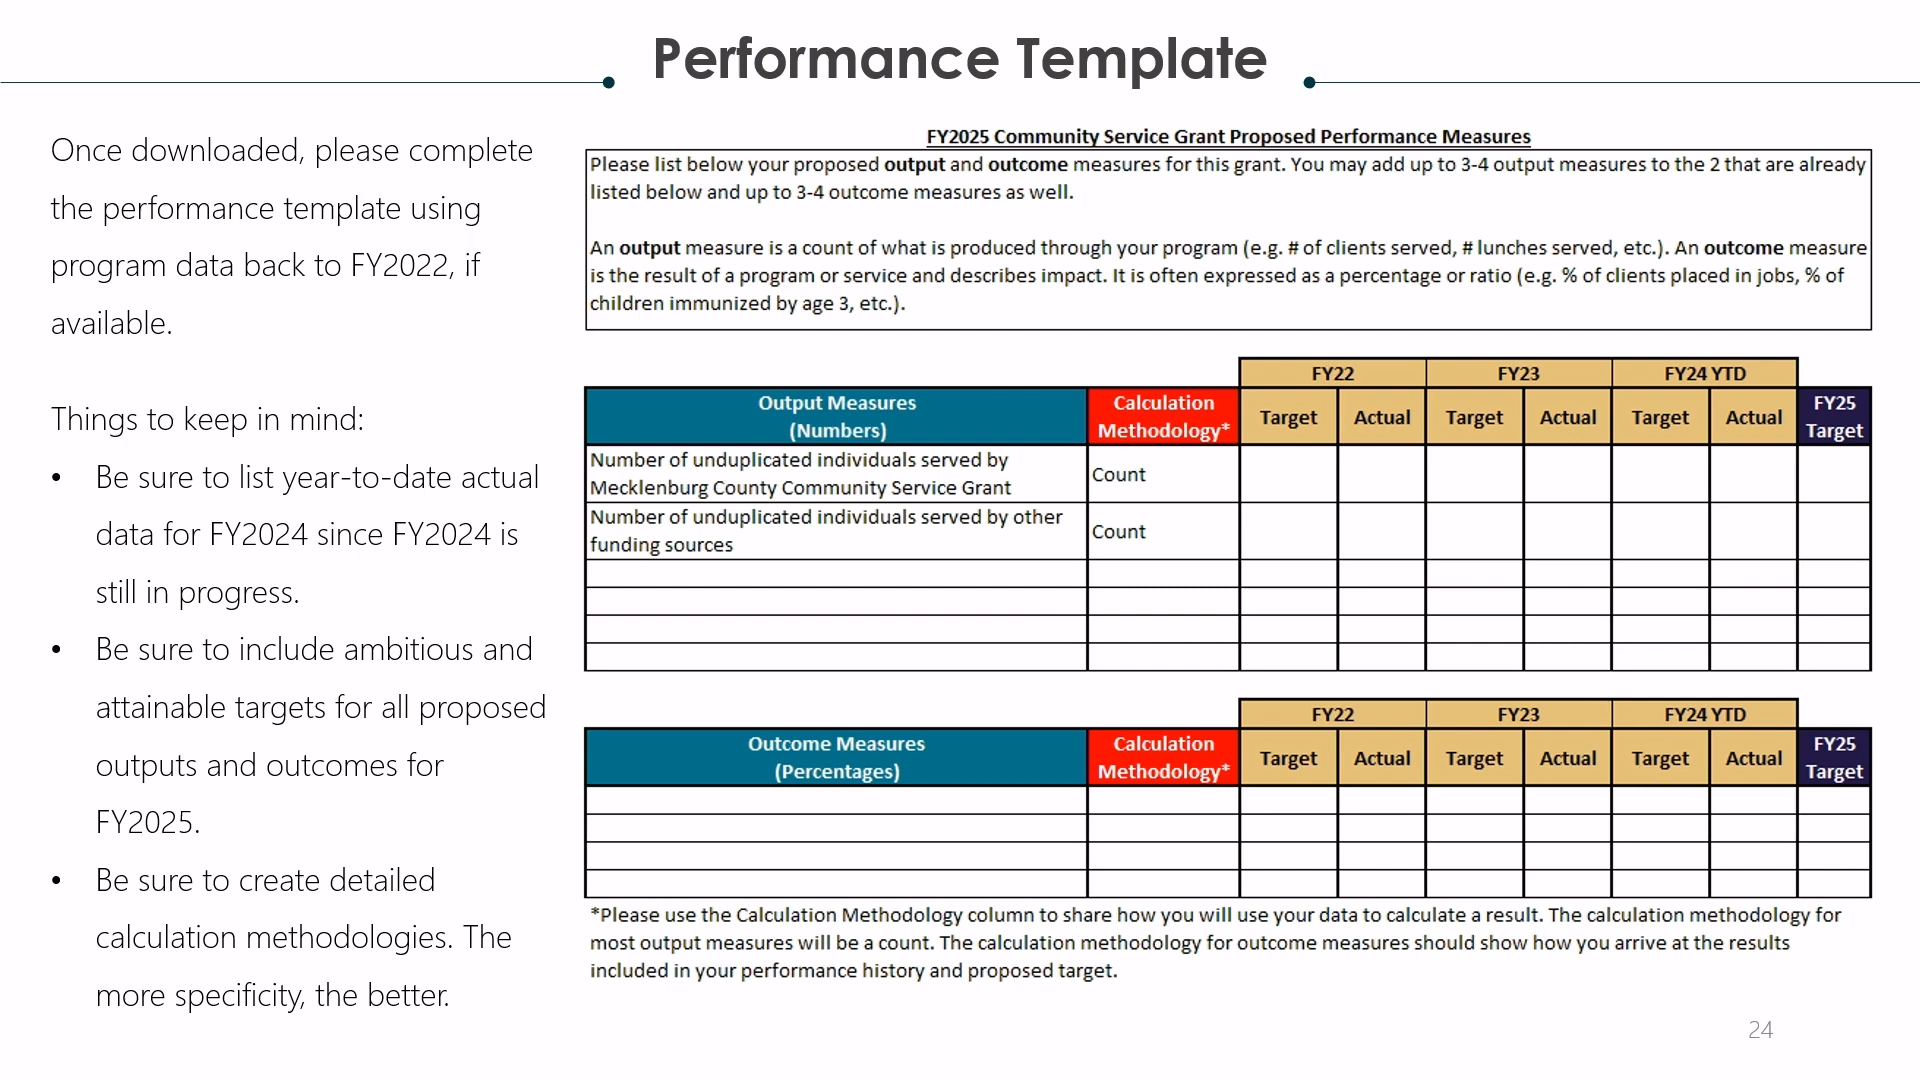 Performance Template
Once downloaded, please complete
the performance template using
program data back to FY2022, if
available.
Things to keep in mind:
• Be sure to list year-to-date actual
data for FY2024 since FY2024 is
still in progress.
• Be sure to include ambitious and
attainable targets for all proposed
outputs and outcomes for
FY2025.
• Be sure to create detailed
calculation methodologies. The
more specificity, the better.
FY2025 Community Service Grant Proposed Performance Measures
Please list below your proposed output and outcome measures for this grant. You may add up to 3-4 output measures to the 2 that are already
listed below and up to 3-4 outcome measures as well.
An output measure is a count of what is produced through your program (e.g. # of clients served, # lunches served, etc.). An outcome measure
is the result of a program or service and describes impact. It is often expressed as a percentage or ratio (e.g. % of clients placed in jobs, % of
children immunized by age 3, etc.).
FY22 FY23 FY24 YTD
Output Measures
(Numbers)
Calculation
Methodology*
Target Actual Target Actual Target Actual
FY25
Target
Number of unduplicated individuals served by
Mecklenburg County Community Service Grant
Count
Number of unduplicated individuals served by other
funding sources
Count
FY22 FY23 FY24 YTD
Outcome Measures
(Percentages)
Calculation
Methodology*
Target Actual Target Actual Target Actual
FY25
Target
*Please use the Calculation Methodology column to share how you will use your data to calculate a result. The calculation methodology for
most output measures will be a count. The calculation methodology for outcome measures should show how you arrive at the results
included in your performance history and proposed target.
24